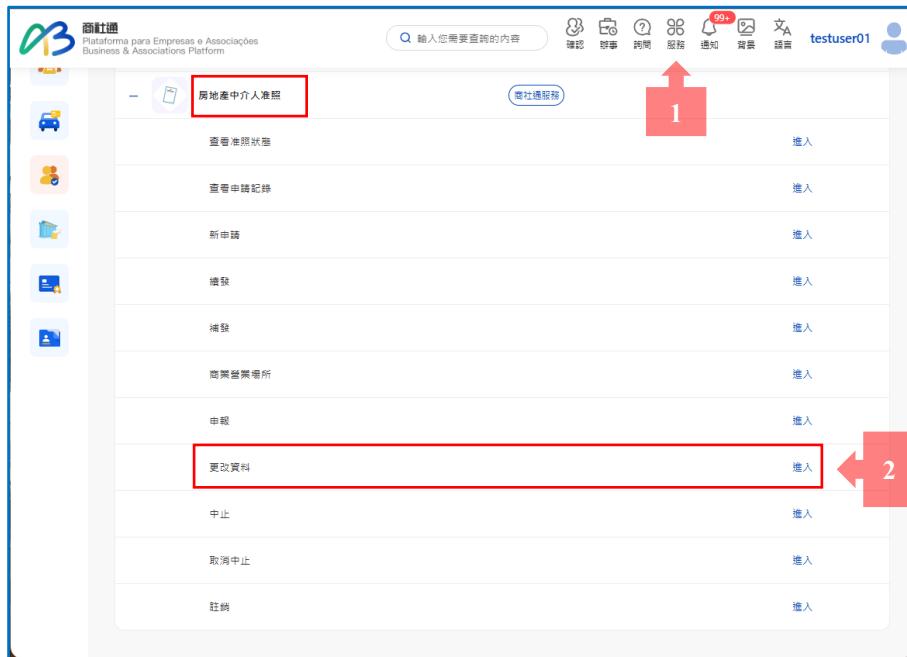 商社通
Plataforma para Empresas e Associações
Business & Associations Platform
輸入您需要查詢的內容
確認 辦事 詢問 服務 99+ 通知 背景 語言 testuser01
房地產中介人准照 商社通服務
1
查看准照狀態 進入
查看申請記錄 進入
新申請 進入
續發 進入
補發 進入
商業營業場所 進入
申報 進入
更改資料 進入
2
中止 進入
取消中止 進入
註銷 進入